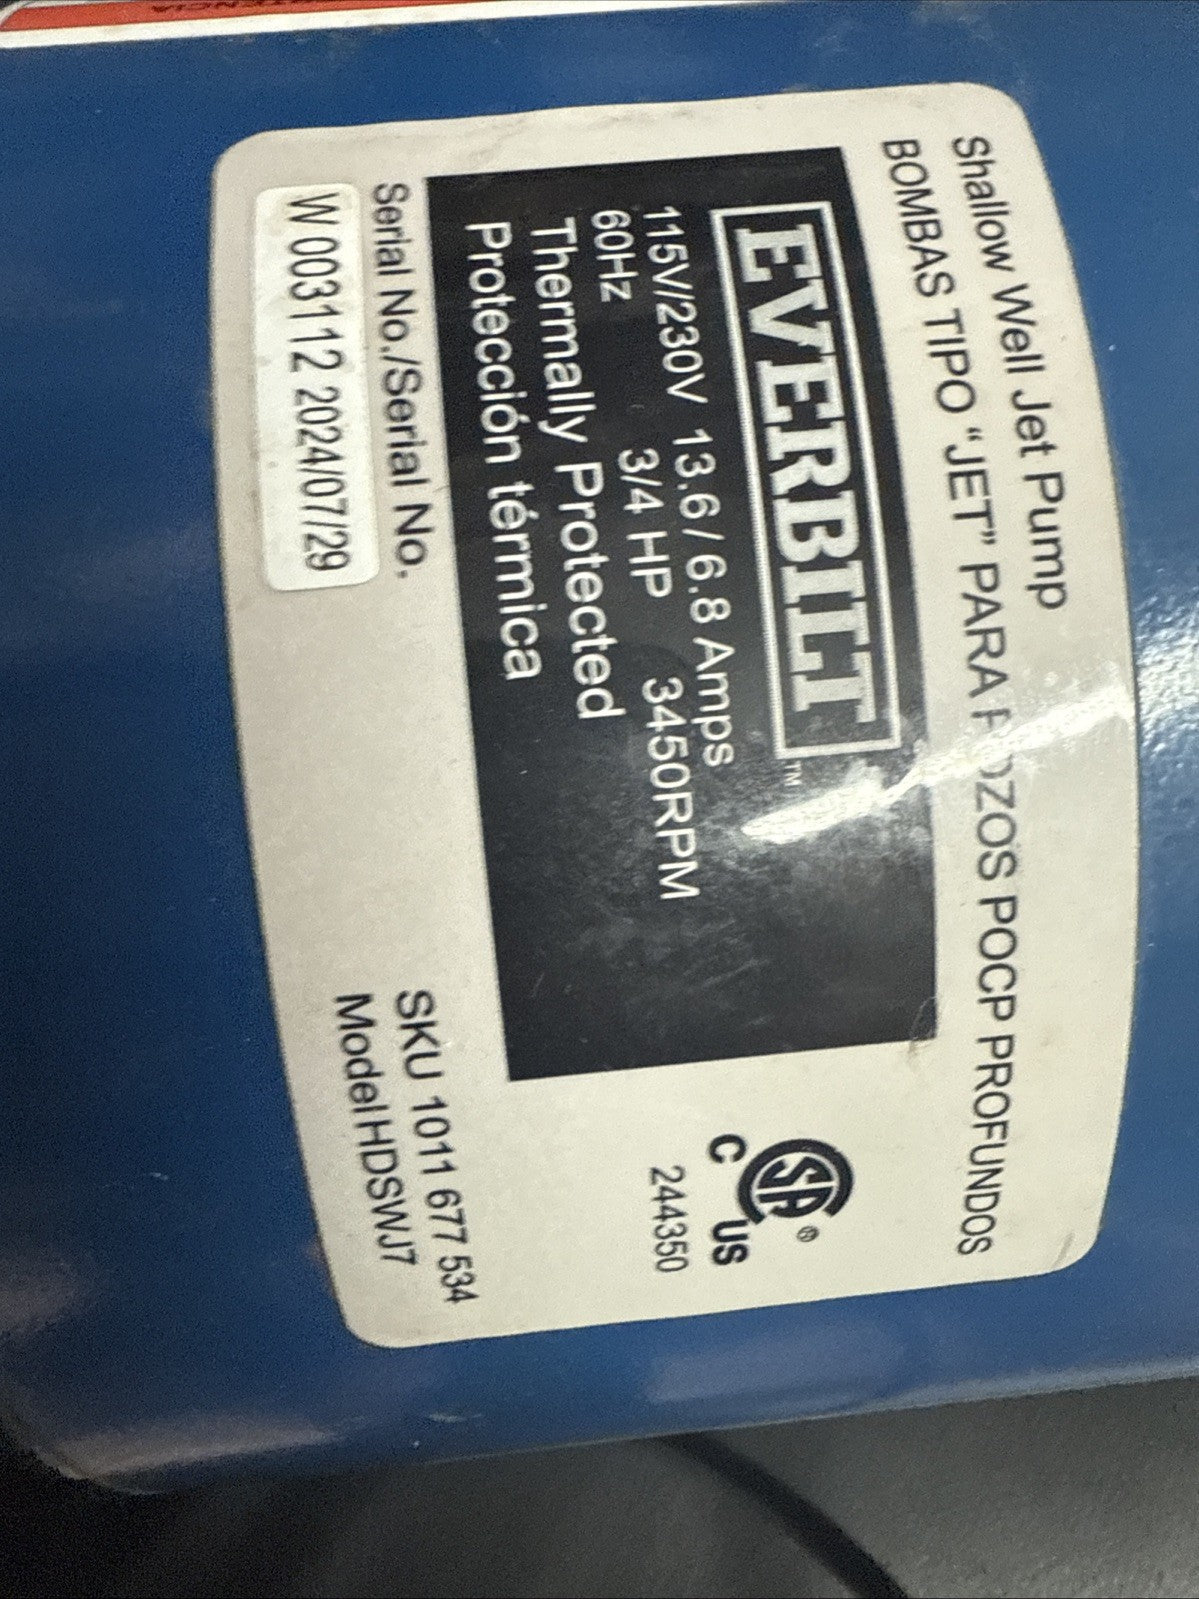 Shallow Well Jet Pump
BOMBAS TIPO “JET” PARA POZOS POCP PROFUNDOS
EVERBILT™
115V/230V 13.6/6.8 Amps
60Hz 3/4 HP 3450RPM
Thermally Protected
Protección térmica
CSA®
C US
244350
Serial No./Serial No.
W 003112 2024/07/29
SKU 1011 677 534
Model HDSWJ7